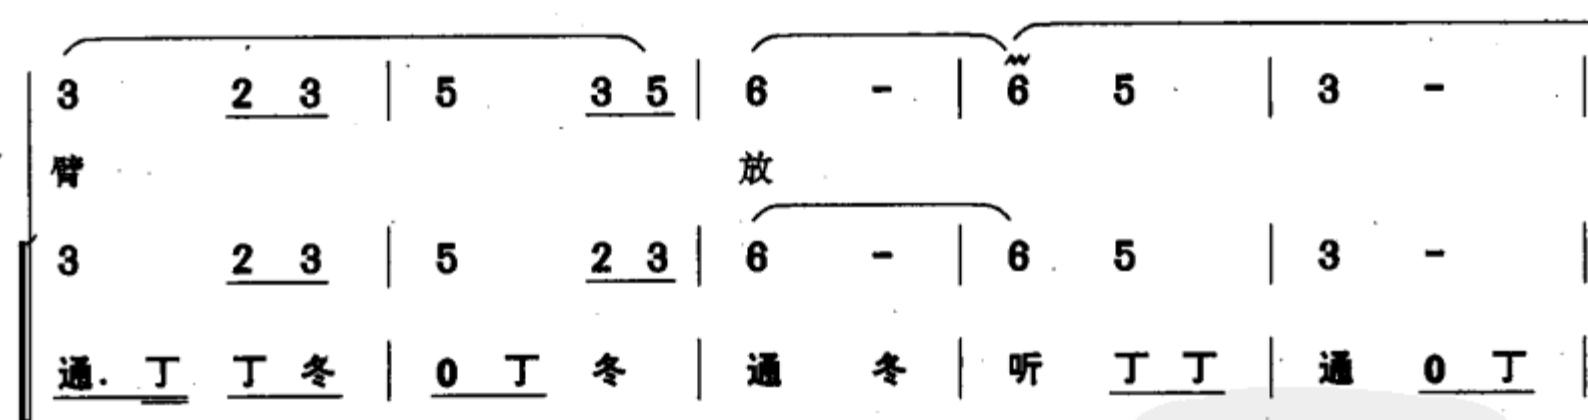 3 2 3 | 5 3 5 | 6 - | 6 5 | 3 - |
臂 放
3 2 3 | 5 2 3 | 6 - | 6 5 | 3 - |
通. 丁 丁 冬 | 0 丁 冬 | 通 冬 | 听 丁 丁 | 通 0 丁 |